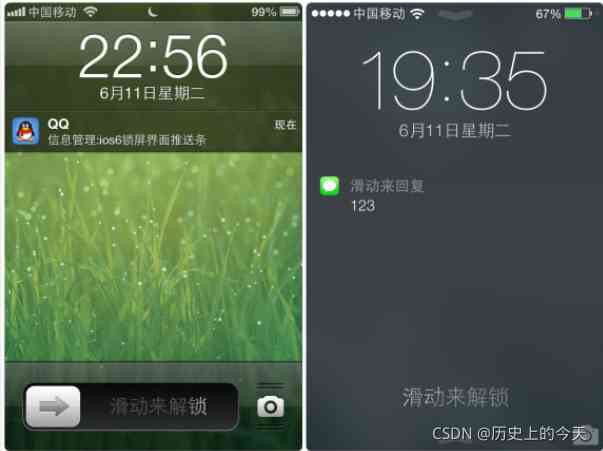 中国移动 99%
22:56
6月11日星期二
QQ 现在
信息管理:ios6锁屏界面推送条
滑动来解锁
中国移动 67%
19:35
6月11日星期二
滑动来回复
123
滑动来解锁
CSDN @历史上的今天